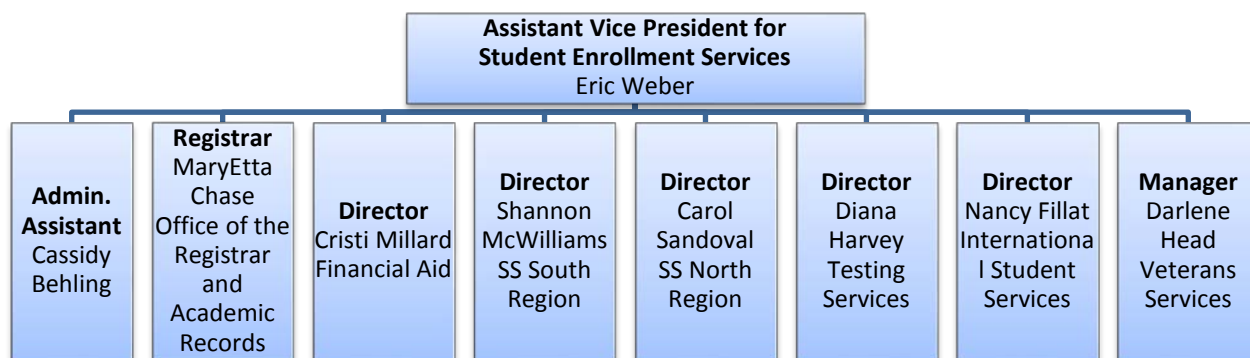 Assistant Vice President for
Student Enrollment Services
Eric Weber
Admin.
Assistant
Cassidy
Behling
Registrar
MaryEtta
Chase
Office of the
Registrar
and
Academic
Records
Director
Cristi Millard
Financial Aid
Director
Shannon
McWilliams
SS South
Region
Director
Carol
Sandoval
SS North
Region
Director
Diana
Harvey
Testing
Services
Director
Nancy Fillat
Internationa
l Student
Services
Manager
Darlene
Head
Veterans
Services